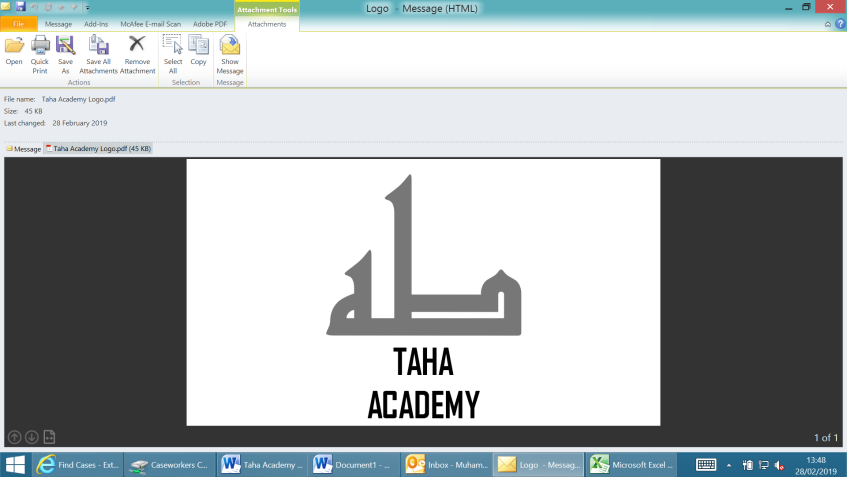 Logo - Message (HTML)
Attachment Tools
File Message Add-Ins McAfee E-mail Scan Adobe PDF Attachments
Open Quick Print Save As Save All Attachments Remove Attachment Select All Copy Show Message
Actions Selection Message
File name: Taha Academy Logo.pdf
Size: 45 KB
Last changed: 28 February 2019
Message Taha Academy Logo.pdf (45 KB)
طه
TAHA
ACADEMY
1 of 1
Find Cases - Ext... Caseworkers C... Taha Academy ... Document1 - ... Inbox - Muham... Logo - Messag... Microsoft Excel ... 13:48
28/02/2019